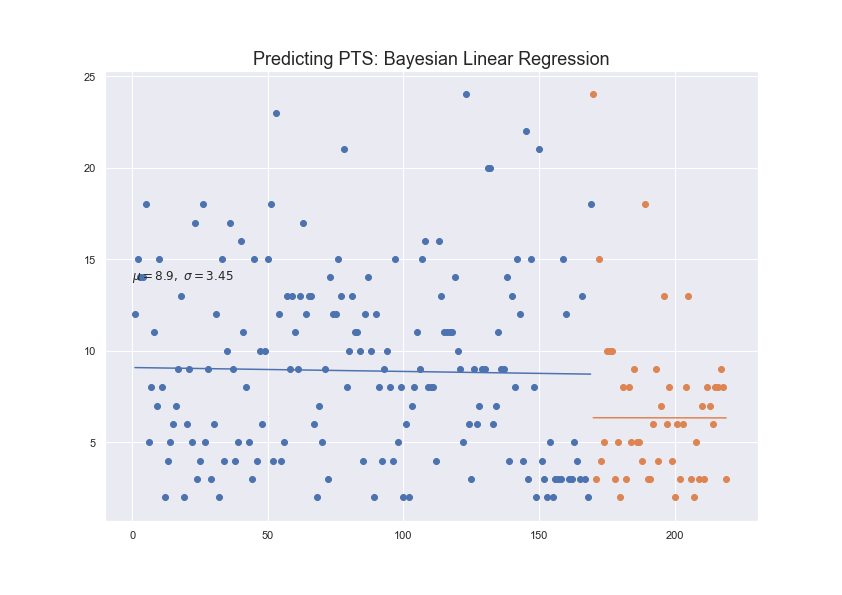 Predicting PTS: Bayesian Linear Regression
25
20
15
μ = 8.9, σ = 3.45
10
5
0 50 100 150 200